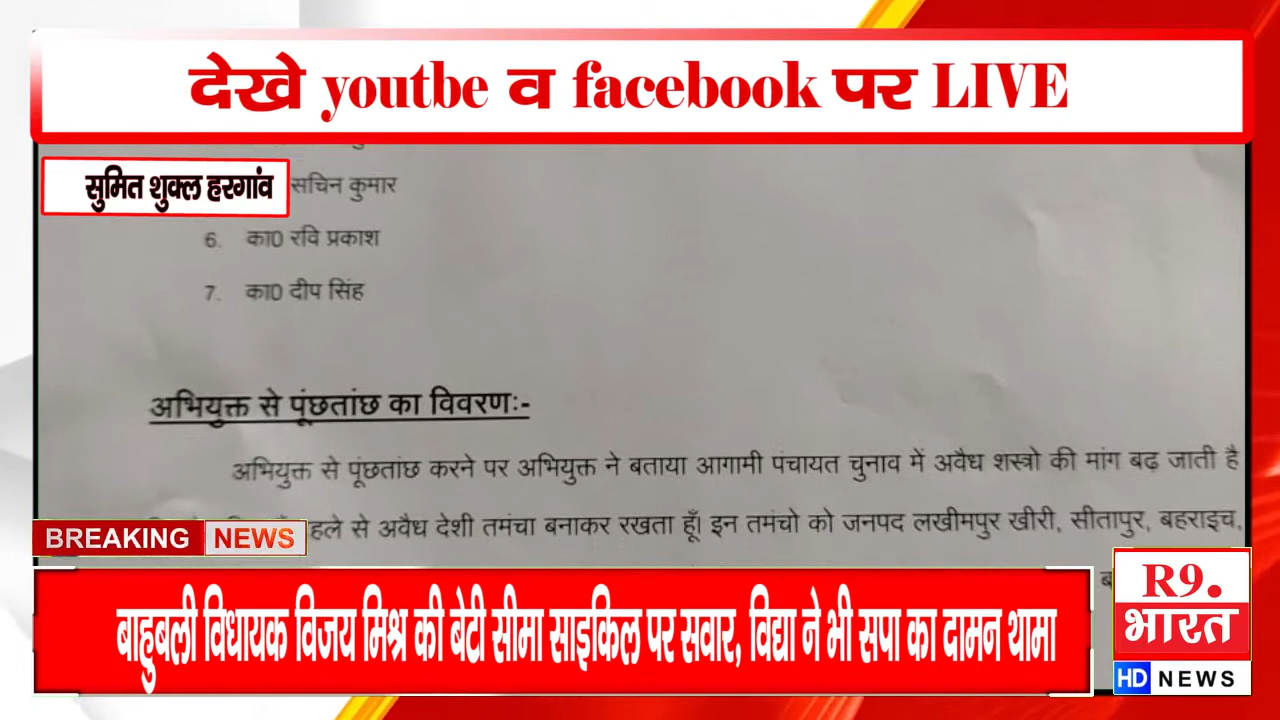 देखे youtbe व facebook पर LIVE
सुमित शुक्ल हरगांव
सचिन कुमार
6. का0 रवि प्रकाश
7. का0 दीप सिंह
अभियुक्त से पूंछतांछ का विवरणः-
अभियुक्त से पूंछतांछ करने पर अभियुक्त ने बताया आगामी पंचायत चुनाव में अवैध शस्त्रो की मांग बढ़ जाती है
से अवैध देशी तमंचा बनाकर रखता हूँ। इन तमंचो को जनपद लखीमपुर खीरी, सीतापुर, बहराइच,
BREAKING NEWS
बाहुबली विधायक विजय मिश्र की बेटी सीमा साइकिल पर सवार, विद्या ने भी सपा का दामन थामा
R9.
भारत
HD NEWS